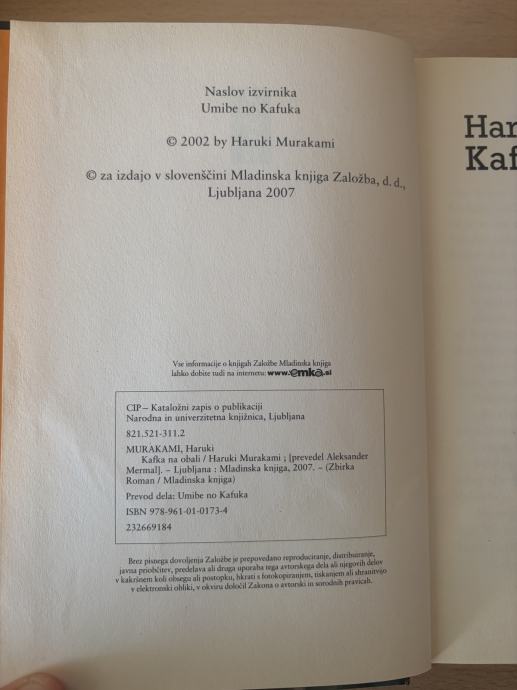 Naslov izvirnika
Umibe no Kafuka
© 2002 by Haruki Murakami
© za izdajo v slovenščini Mladinska knjiga Založba, d. d.,
Ljubljana 2007
Vse informacije o knjigah Založbe Mladinska knjiga
lahko dobite tudi na internetu: www.emka.si
CIP – Kataložni zapis o publikaciji
Narodna in univerzitetna knjižnica, Ljubljana
821.521-311.2
MURAKAMI, Haruki
Kafka na obali / Haruki Murakami ; [prevedel Aleksander
Mermal]. – Ljubljana : Mladinska knjiga, 2007. – (Zbirka
Roman / Mladinska knjiga)
Prevod dela: Umibe no Kafuka
ISBN 978-961-01-0173-4
232669184
Brez pisnega dovoljenja Založbe je prepovedano reproduciranje, distribuiranje,
javna priobčitev, predelava ali druga uporaba tega avtorskega dela ali njegovih delov
v kakršnem koli obsegu ali postopku, hkrati s fotokopiranjem, tiskanjem ali shranitvijo
v elektronski obliki, v okviru določil Zakona o avtorski in sorodnih pravicah.
Har
Kaf